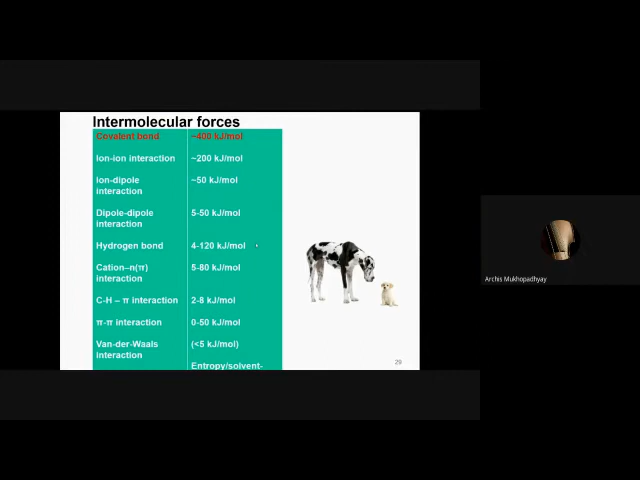 Intermolecular forces
Covalent bond ~400 kJ/mol
Ion-ion interaction ~200 kJ/mol
Ion-dipole ~50 kJ/mol
interaction
Dipole-dipole 5-50 kJ/mol
interaction
Hydrogen bond 4-120 kJ/mol
Cation–n(π) 5-80 kJ/mol
interaction
C-H – π interaction 2-8 kJ/mol
π-π interaction 0-50 kJ/mol
Van-der-Waals (<5 kJ/mol)
interaction
Entropy/solvent-
29
Archis Mukhopadhyay